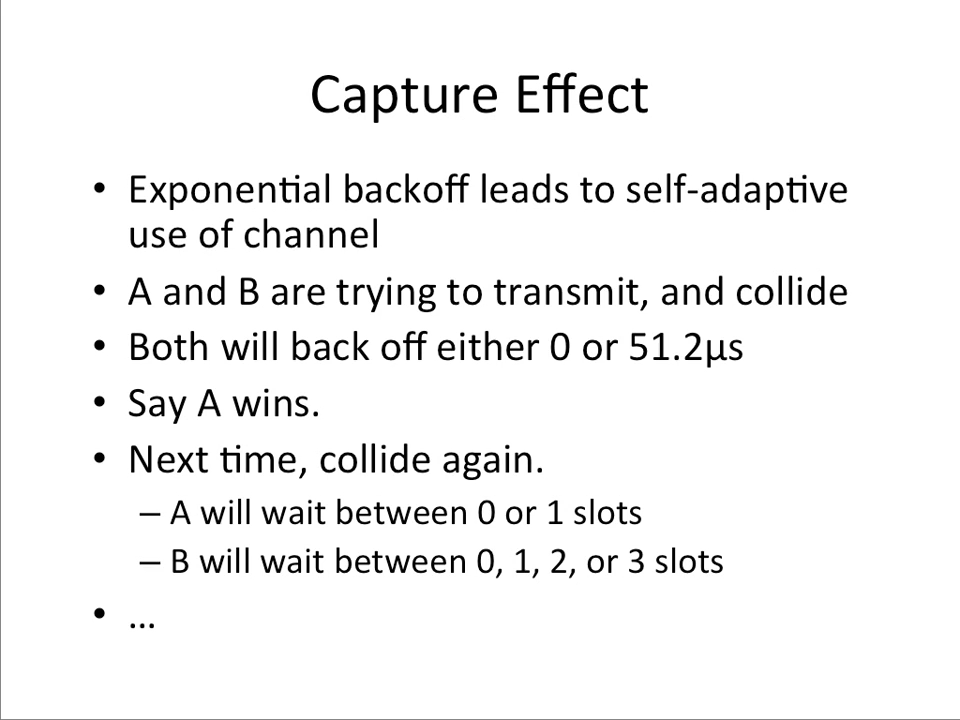 Capture Effect
• Exponential backoff leads to self-adaptive
use of channel
• A and B are trying to transmit, and collide
• Both will back off either 0 or 51.2µs
• Say A wins.
• Next time, collide again.
– A will wait between 0 or 1 slots
– B will wait between 0, 1, 2, or 3 slots
• …